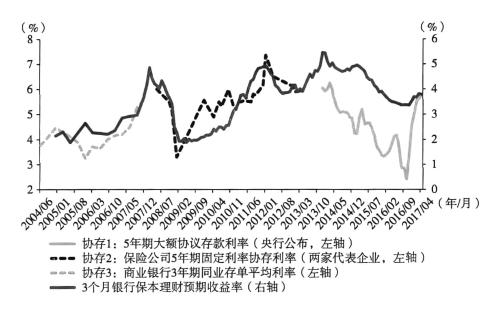 (%) (%)
8 6
7 5
6 4
5 3
4 2
3 1
2 0
2004/06 2005/01 2005/08 2006/03 2006/10 2007/05 2007/12 2008/07 2009/02 2009/09 2010/04 2010/11 2011/06 2012/01 2012/08 2013/03 2013/10 2014/05 2014/12 2015/07 2016/02 2016/09 2017/04 (年/月)
协存1:5年期大额协议存款利率(央行公布,左轴)
协存2:保险公司5年期固定利率协存利率(两家代表企业,左轴)
协存3:商业银行3年期同业存单平均利率(左轴)
3个月银行保本理财预期收益率(右轴)